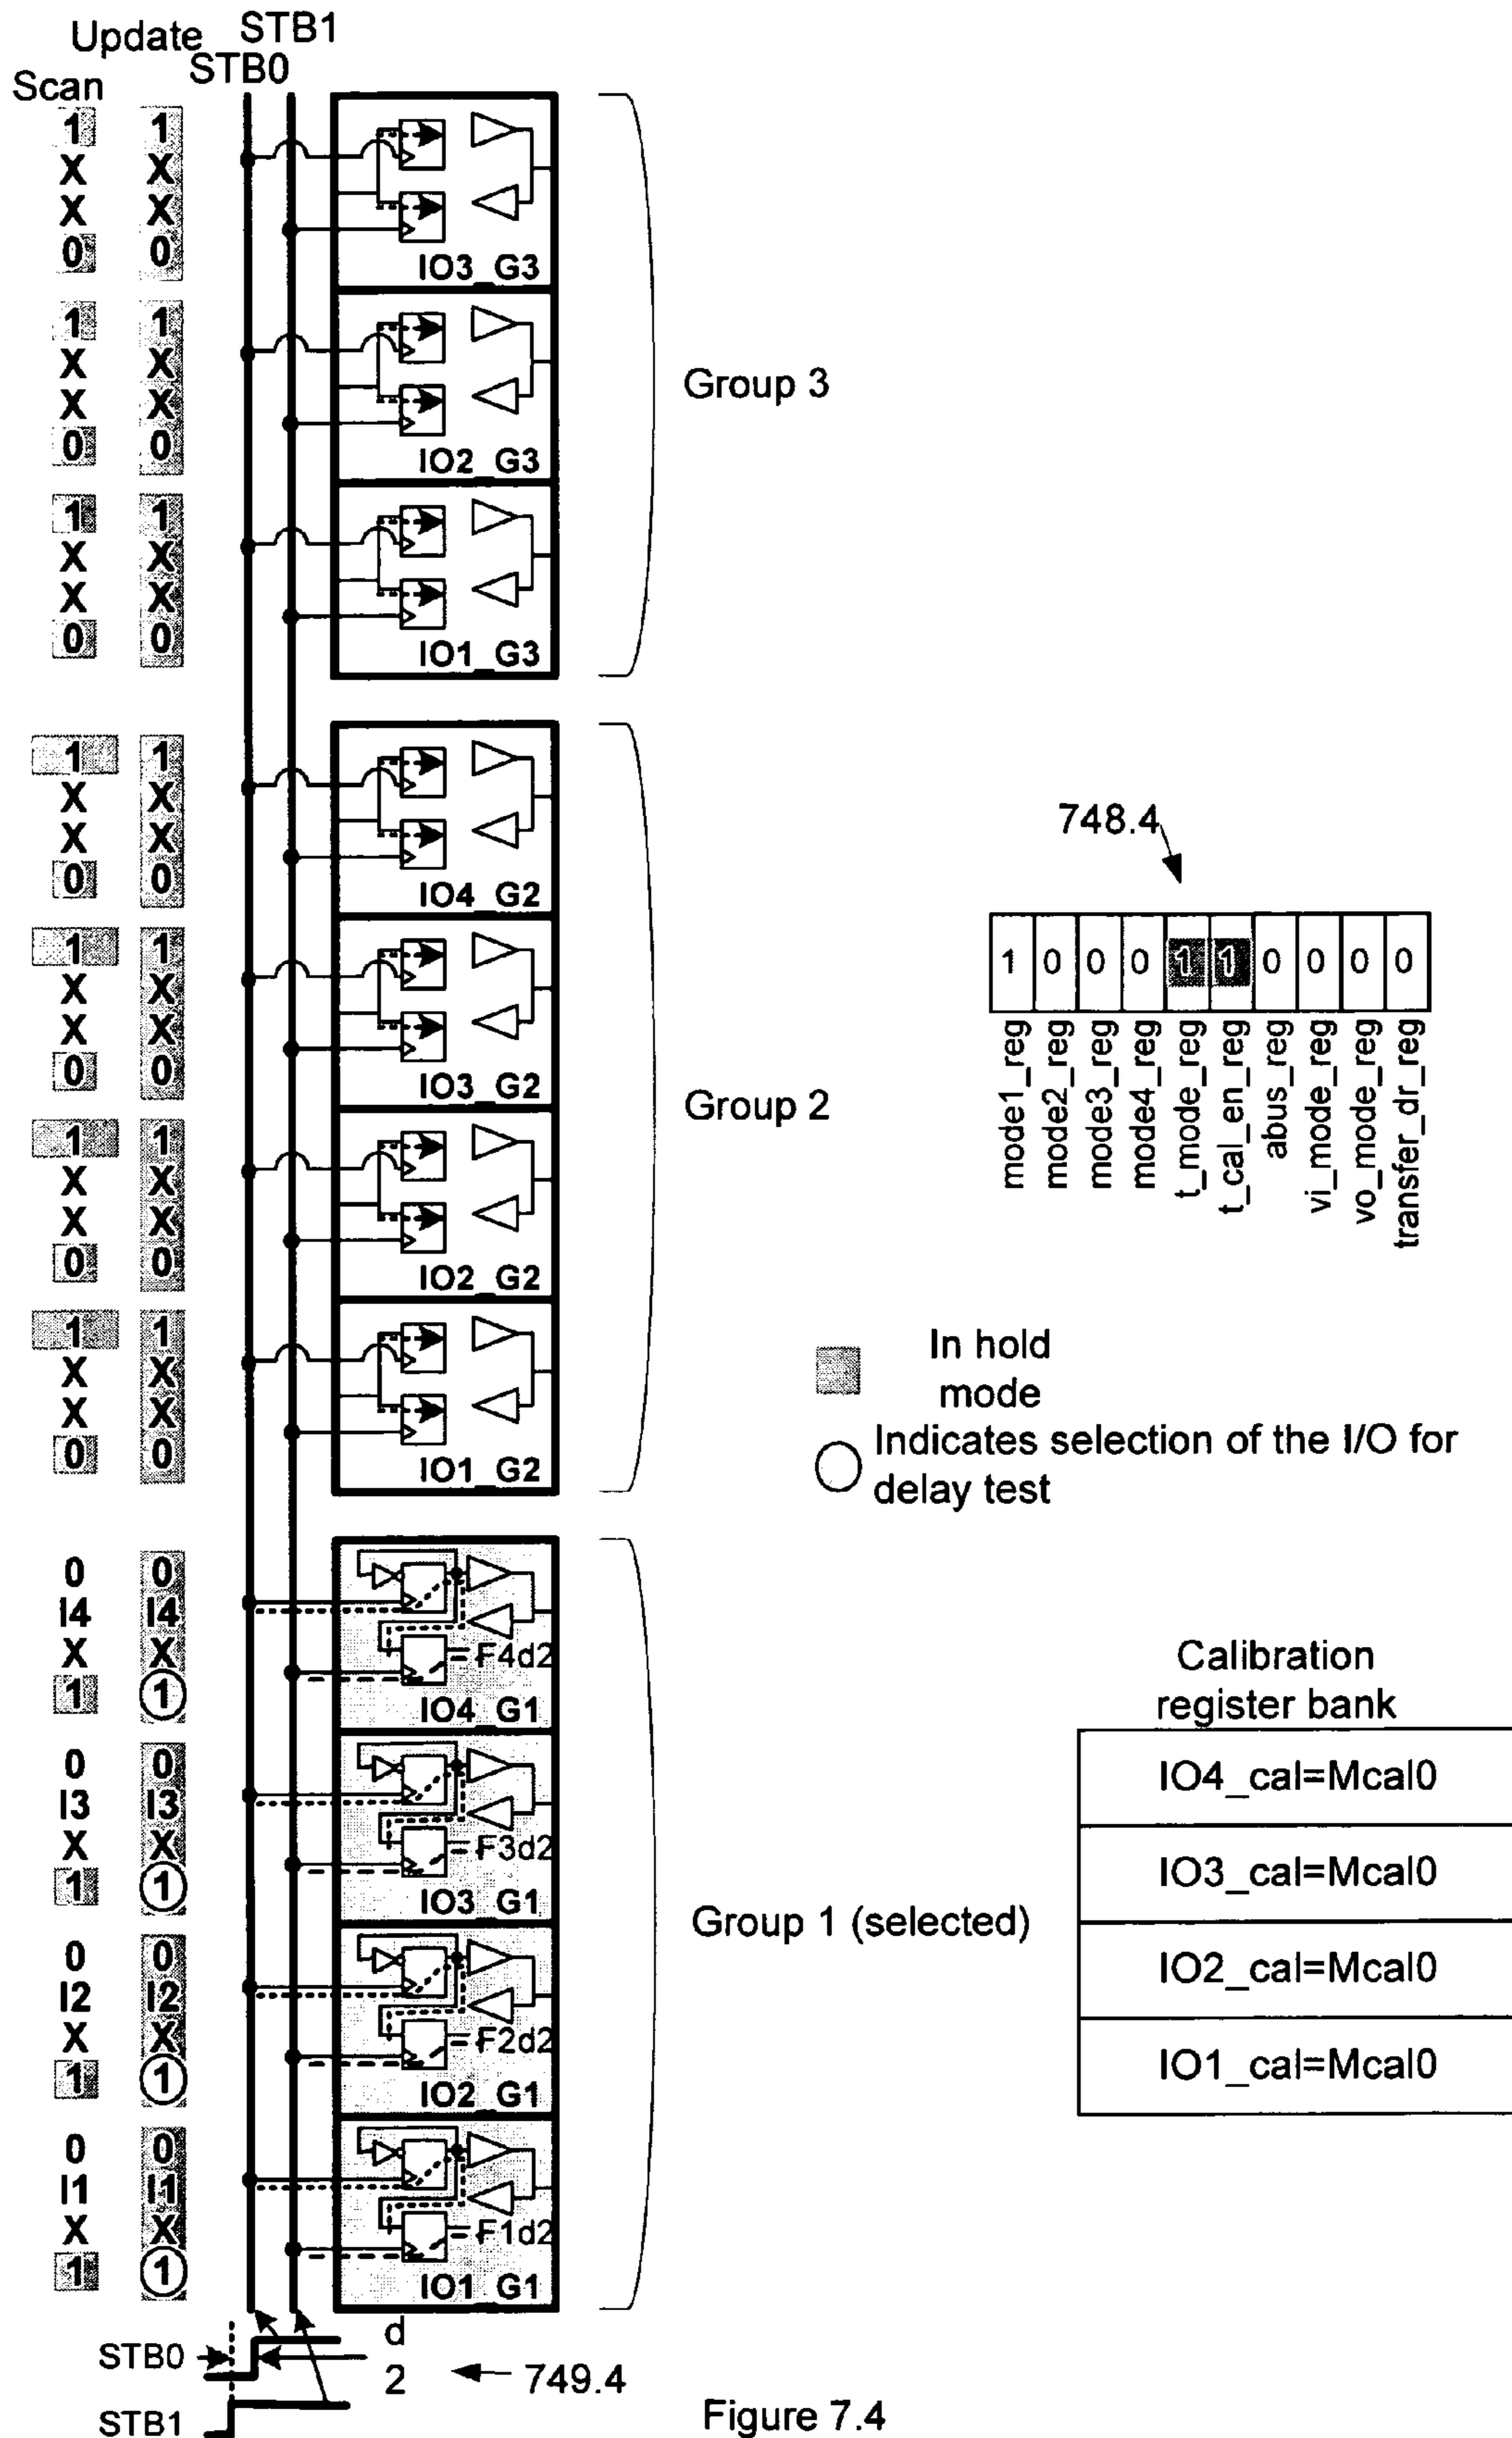 Update STB1
Scan STB0
1 1
X X
X X
0 0
IO3_G3
1 1
X X
X X
0 0
IO2_G3
1 1
X X
X X
0 0
IO1_G3
Group 3
1 1
X X
X X
0 0
IO4_G2
1 1
X X
X X
0 0
IO3_G2
1 1
X X
X X
0 0
IO2_G2
1 1
X X
X X
0 0
IO1_G2
Group 2
748.4
1 0 0 0 1 1 0 0 0 0
mode1_reg
mode2_reg
mode3_reg
mode4_reg
t_mode_reg
t_cal_en_reg
abus_reg
vi_mode_reg
vo_mode_reg
transfer_dr_reg
In hold
mode
Indicates selection of the I/O for
delay test
0 0
I4 I4
X X
1 1
F4d2
IO4_G1
0 0
I3 I3
X X
1 1
F3d2
IO3_G1
0 0
I2 I2
X X
1 1
F2d2
IO2_G1
0 0
I1 I1
X X
1 1
F1d2
IO1_G1
Group 1 (selected)
Calibration
register bank
IO4_cal=Mcal0
IO3_cal=Mcal0
IO2_cal=Mcal0
IO1_cal=Mcal0
STB0
d
2
749.4
STB1
Figure 7.4